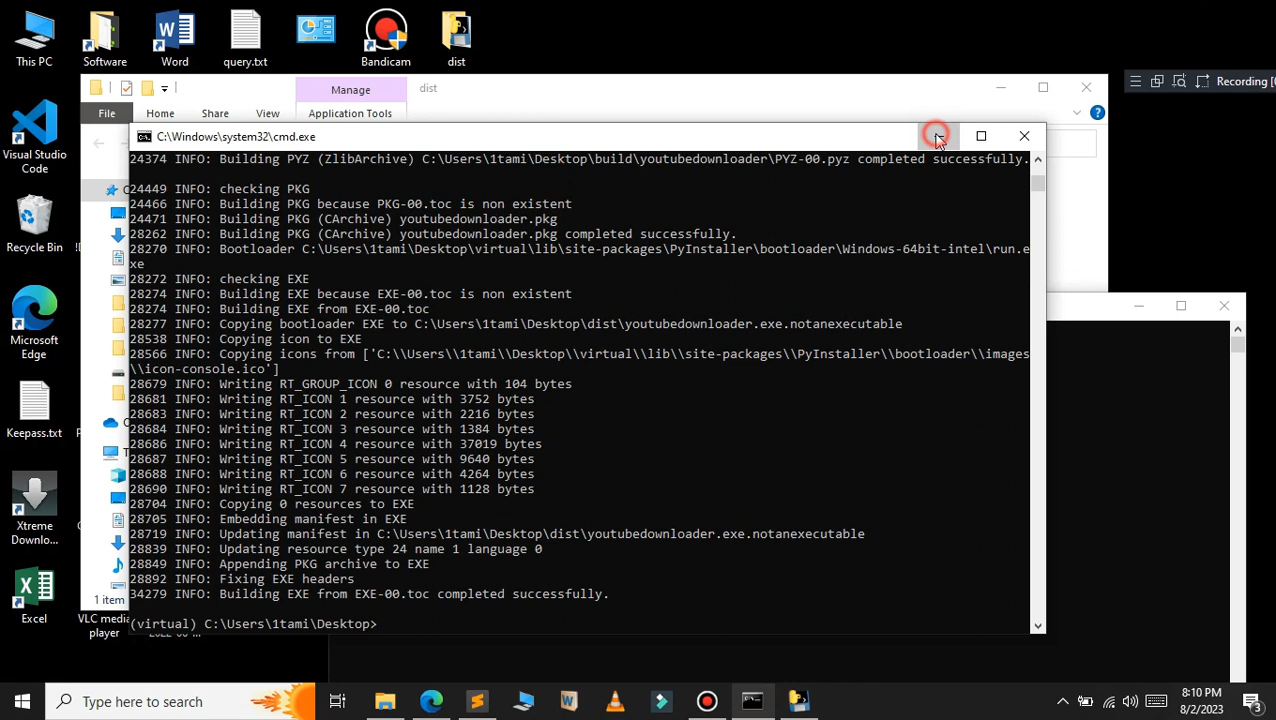 This PC
Software
Word
query.txt
Bandicam
dist
Manage
dist
Recording [0
File
Home
Share
View
Application Tools
C:\Windows\system32\cmd.exe
24374 INFO: Building PYZ (ZlibArchive) C:\Users\1tami\Desktop\build\youtubedownloader\PYZ-00.pyz completed successfully.
24449 INFO: checking PKG
24466 INFO: Building PKG because PKG-00.toc is non existent
24471 INFO: Building PKG (CArchive) youtubedownloader.pkg
28262 INFO: Building PKG (CArchive) youtubedownloader.pkg completed successfully.
28270 INFO: Bootloader C:\Users\1tami\Desktop\virtual\lib\site-packages\PyInstaller\bootloader\Windows-64bit-intel\run.e
xe
28272 INFO: checking EXE
28274 INFO: Building EXE because EXE-00.toc is non existent
28274 INFO: Building EXE from EXE-00.toc
28277 INFO: Copying bootloader EXE to C:\Users\1tami\Desktop\dist\youtubedownloader.exe.notanexecutable
28538 INFO: Copying icon to EXE
28566 INFO: Copying icons from ['C:\\Users\\1tami\\Desktop\\virtual\\lib\\site-packages\\PyInstaller\\bootloader\\images
\\icon-console.ico']
28679 INFO: Writing RT_GROUP_ICON 0 resource with 104 bytes
28681 INFO: Writing RT_ICON 1 resource with 3752 bytes
28683 INFO: Writing RT_ICON 2 resource with 2216 bytes
28684 INFO: Writing RT_ICON 3 resource with 1384 bytes
28686 INFO: Writing RT_ICON 4 resource with 37019 bytes
28687 INFO: Writing RT_ICON 5 resource with 9640 bytes
28688 INFO: Writing RT_ICON 6 resource with 4264 bytes
28690 INFO: Writing RT_ICON 7 resource with 1128 bytes
28704 INFO: Copying 0 resources to EXE
28705 INFO: Embedding manifest in EXE
28719 INFO: Updating manifest in C:\Users\1tami\Desktop\dist\youtubedownloader.exe.notanexecutable
28839 INFO: Updating resource type 24 name 1 language 0
28849 INFO: Appending PKG archive to EXE
28892 INFO: Fixing EXE headers
34279 INFO: Building EXE from EXE-00.toc completed successfully.
(virtual) C:\Users\1tami\Desktop>
Visual Studio
Code
Recycle Bin
Microsoft
Edge
Keepass.txt
Xtreme
Downlo...
Excel
1 item
VLC media
player
Type here to search
8:10 PM
8/2/2023
3